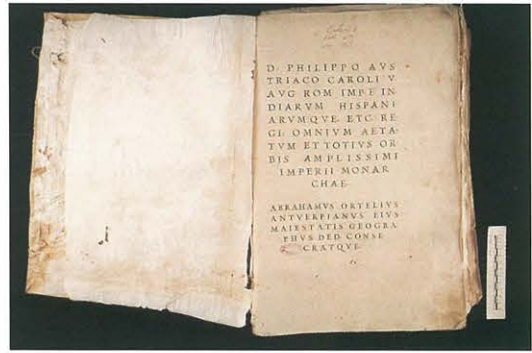 D. PHILIPPO AVS
TRIACO CAROLI V
AVG ROM IMPE IN
DIARVM HISPANI
ARVMQVE ETC RE
GI OMNIVM AETA
TVM ET TOTIVS OR
BIS AMPLISSIMI
IMPERII MONAR
CHAE.
ABRAHAMVS ORTELIVS
ANTVERPIANVS EIVS
MAIESTATIS GEOGRA
PHVS DED CONSE
CRATQVE